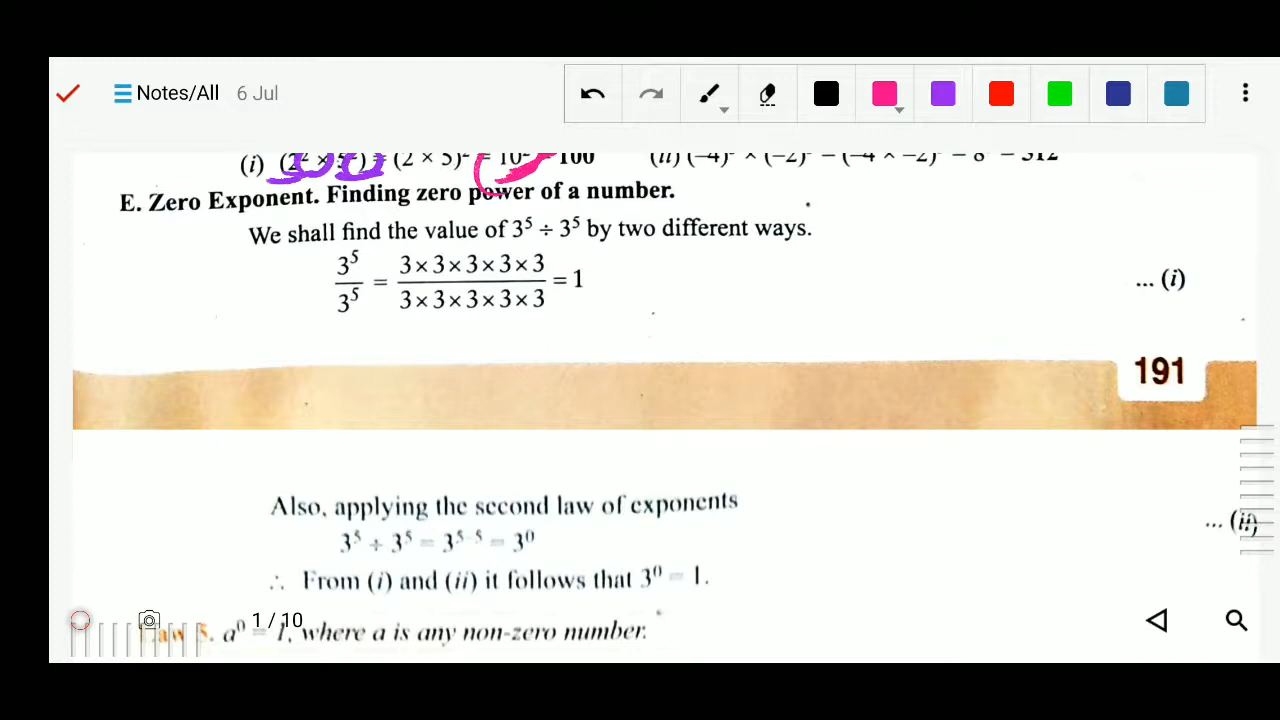 Notes/All 6 Jul
E. Zero Exponent. Finding zero power of a number.
We shall find the value of 3⁵ ÷ 3⁵ by two different ways.
3⁵/3⁵ = 3×3×3×3×3/3×3×3×3×3 = 1 ... (i)
191
Also, applying the second law of exponents
3⁵ ÷ 3⁵ = 3⁵⁻⁵ = 3⁰ ... (ii)
∴ From (i) and (ii) it follows that 3⁰ = 1.
1 / 10
5. a⁰ = 1, where a is any non-zero number.